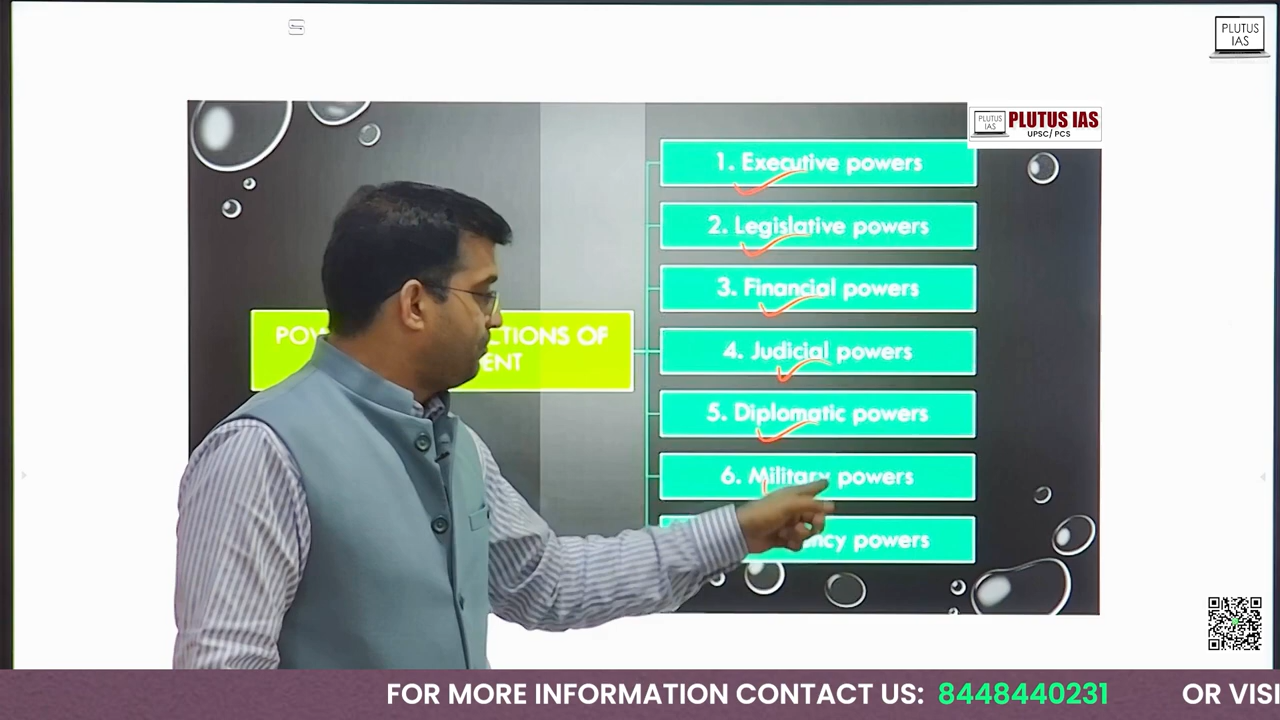 PLUTUS
IAS
PLUTUS
IAS
PLUTUS IAS
UPSC/ PCS
1. Executive powers
2. Legislative powers
3. Financial powers
4. Judicial powers
5. Diplomatic powers
6. Military powers
powers
OF
FOR MORE INFORMATION CONTACT US: 8448440231 OR